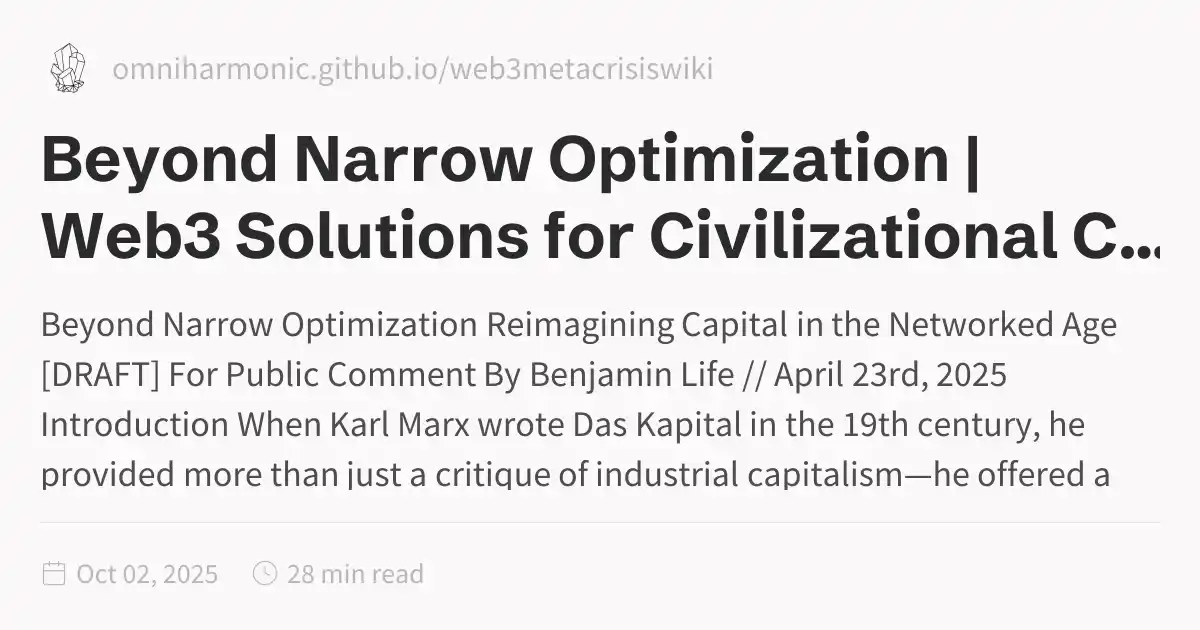 omniharmonic.github.io/web3metacrisiswiki
Beyond Narrow Optimization |
Web3 Solutions for Civilizational C...
Beyond Narrow Optimization Reimagining Capital in the Networked Age
[DRAFT] For Public Comment By Benjamin Life // April 23rd, 2025
Introduction When Karl Marx wrote Das Kapital in the 19th century, he
provided more than just a critique of industrial capitalism—he offered a
Oct 02, 2025
28 min read